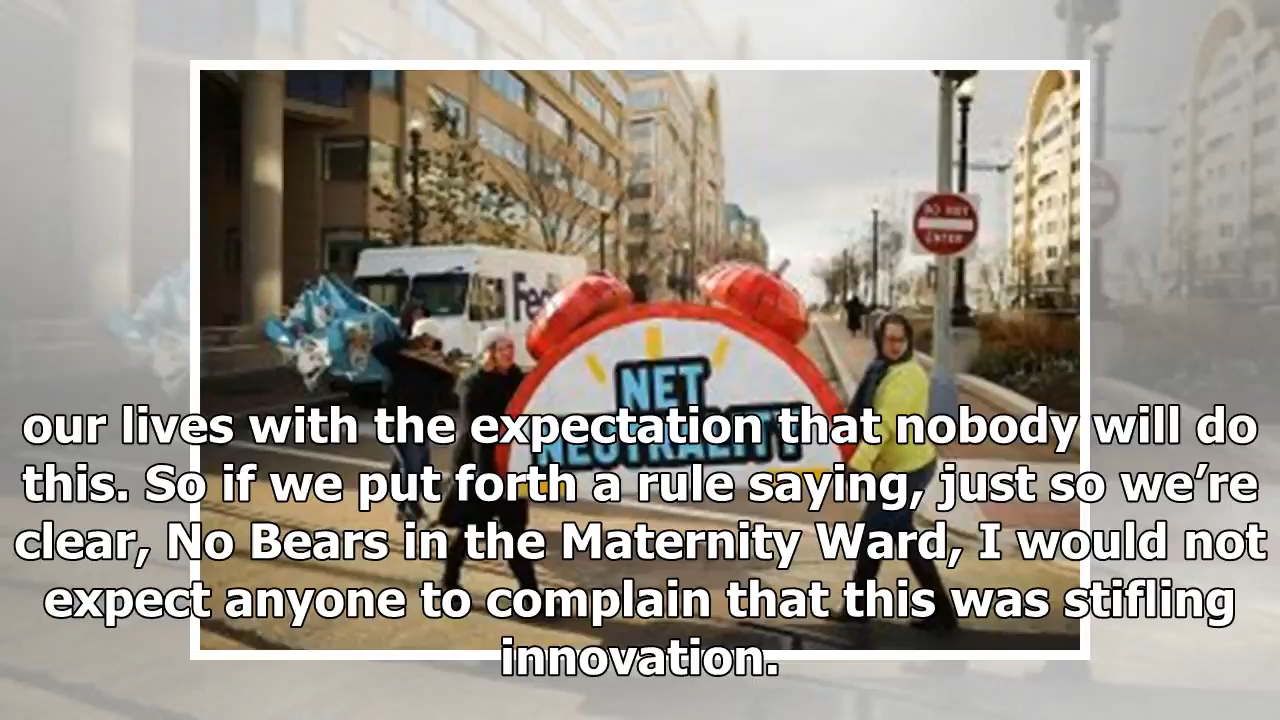 DO NOT
ENTER
Fed
NET
NEUTRALITY
our lives with the expectation that nobody will do
this. So if we put forth a rule saying, just so we’re
clear, No Bears in the Maternity Ward, I would not
expect anyone to complain that this was stifling
innovation.